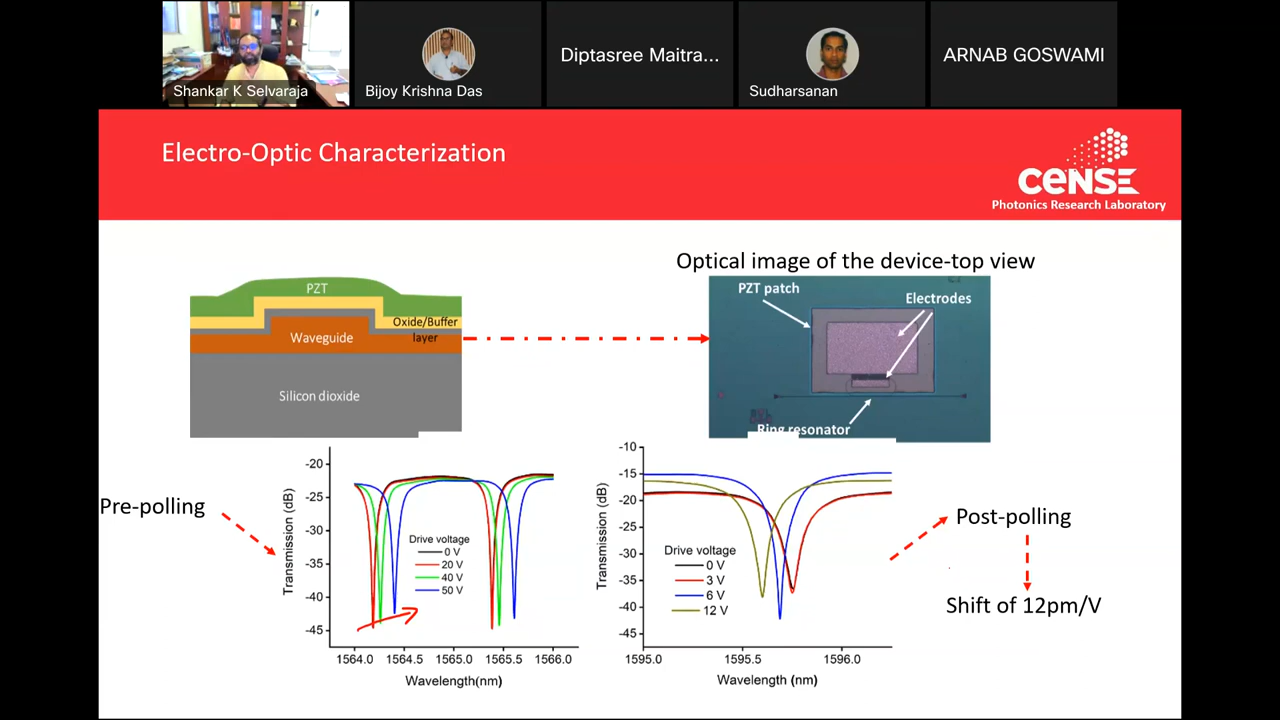 Shankar K Selvaraja
Bijoy Krishna Das
Diptasree Maitra...
Sudharsanan
ARNAB GOSWAMI
Electro-Optic Characterization
CeNSE
Photonics Research Laboratory
PZT
Oxide/Buffer
layer
Waveguide
Silicon dioxide
Optical image of the device-top view
PZT patch
Electrodes
Ring resonator
Pre-polling
Transmission (dB)
-20
-25
-30
-35
-40
-45
Drive voltage
0 V
20 V
40 V
50 V
1564.0 1564.5 1565.0 1565.5 1566.0
Wavelength(nm)
Transmission (dB)
-10
-15
-20
-25
-30
-35
-40
-45
Drive voltage
0 V
3 V
6 V
12 V
1595.0 1595.5 1596.0
Wavelength (nm)
Post-polling
Shift of 12pm/V